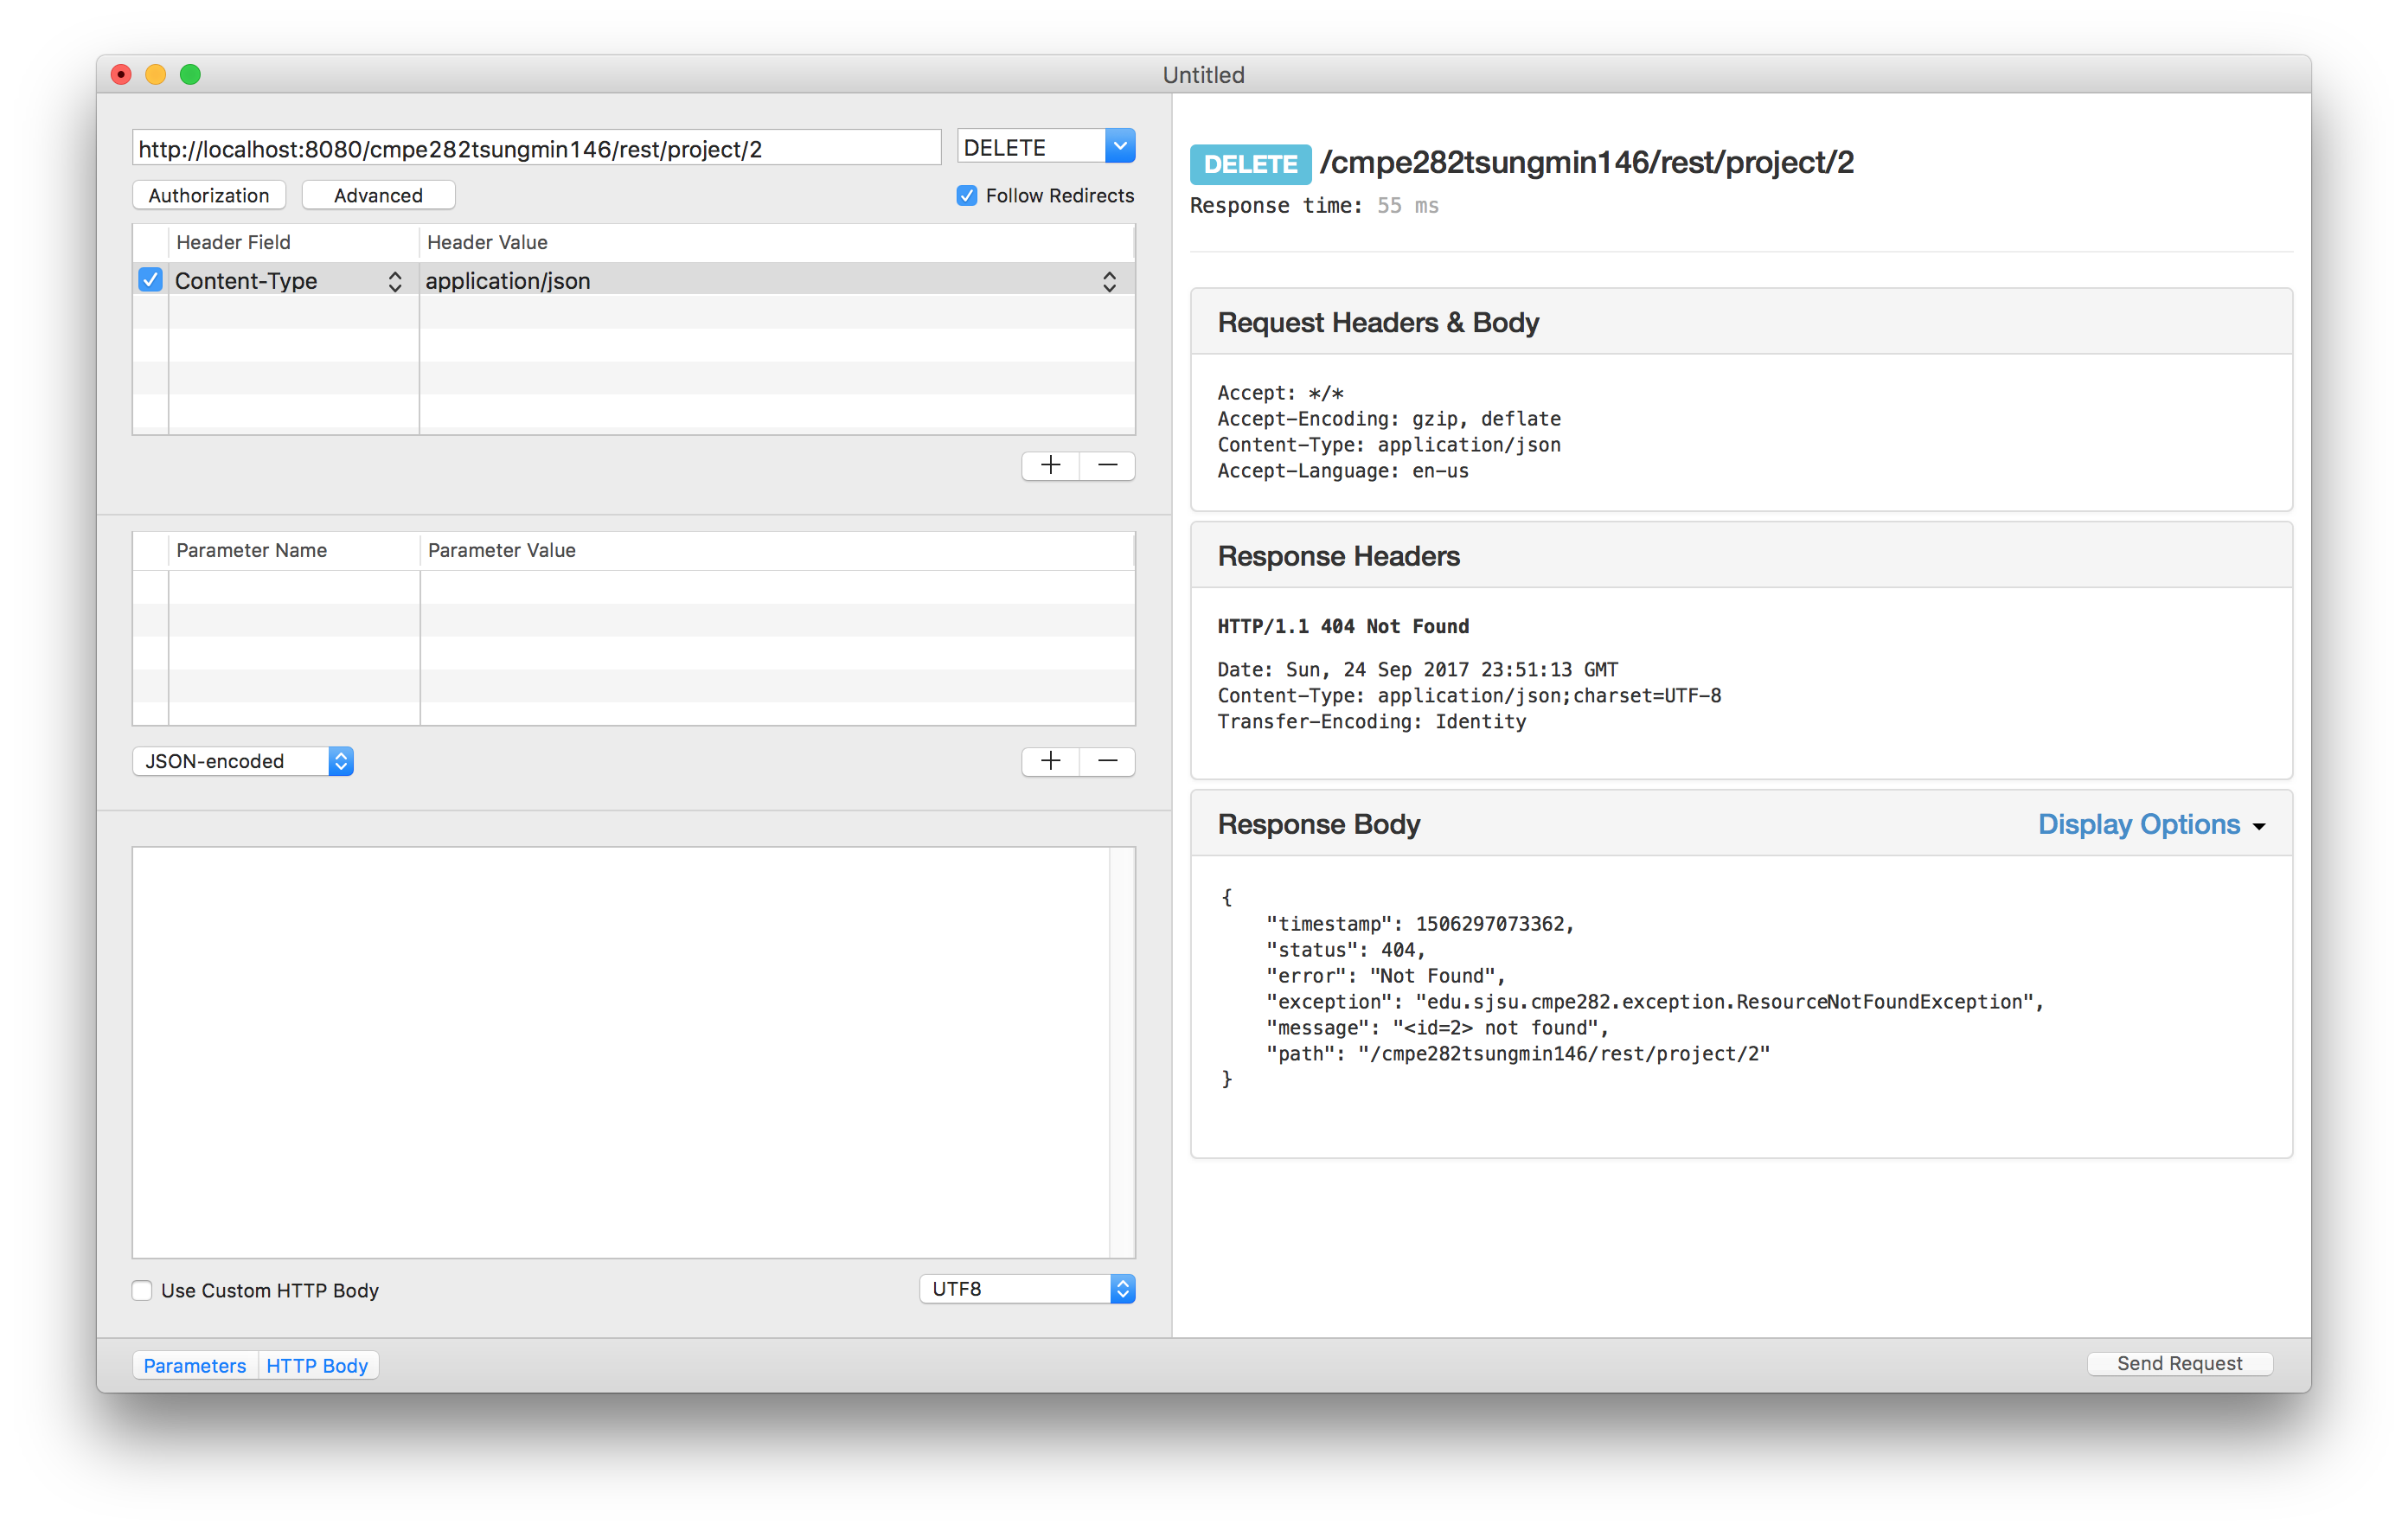 Untitled
http://localhost:8080/cmpe282tsungmin146/rest/project/2
DELETE
Authorization
Advanced
Follow Redirects
Header Field
Header Value
Content-Type
application/json
Parameter Name
Parameter Value
JSON-encoded
Use Custom HTTP Body
UTF8
Parameters
HTTP Body
DELETE /cmpe282tsungmin146/rest/project/2
Response time: 55 ms
Request Headers & Body
Accept: */*
Accept-Encoding: gzip, deflate
Content-Type: application/json
Accept-Language: en-us
Response Headers
HTTP/1.1 404 Not Found
Date: Sun, 24 Sep 2017 23:51:13 GMT
Content-Type: application/json;charset=UTF-8
Transfer-Encoding: Identity
Response Body
Display Options
{
"timestamp": 1506297073362,
"status": 404,
"error": "Not Found",
"exception": "edu.sjsu.cmpe282.exception.ResourceNotFoundException",
"message": "<id=2> not found",
"path": "/cmpe282tsungmin146/rest/project/2"
}
Send Request